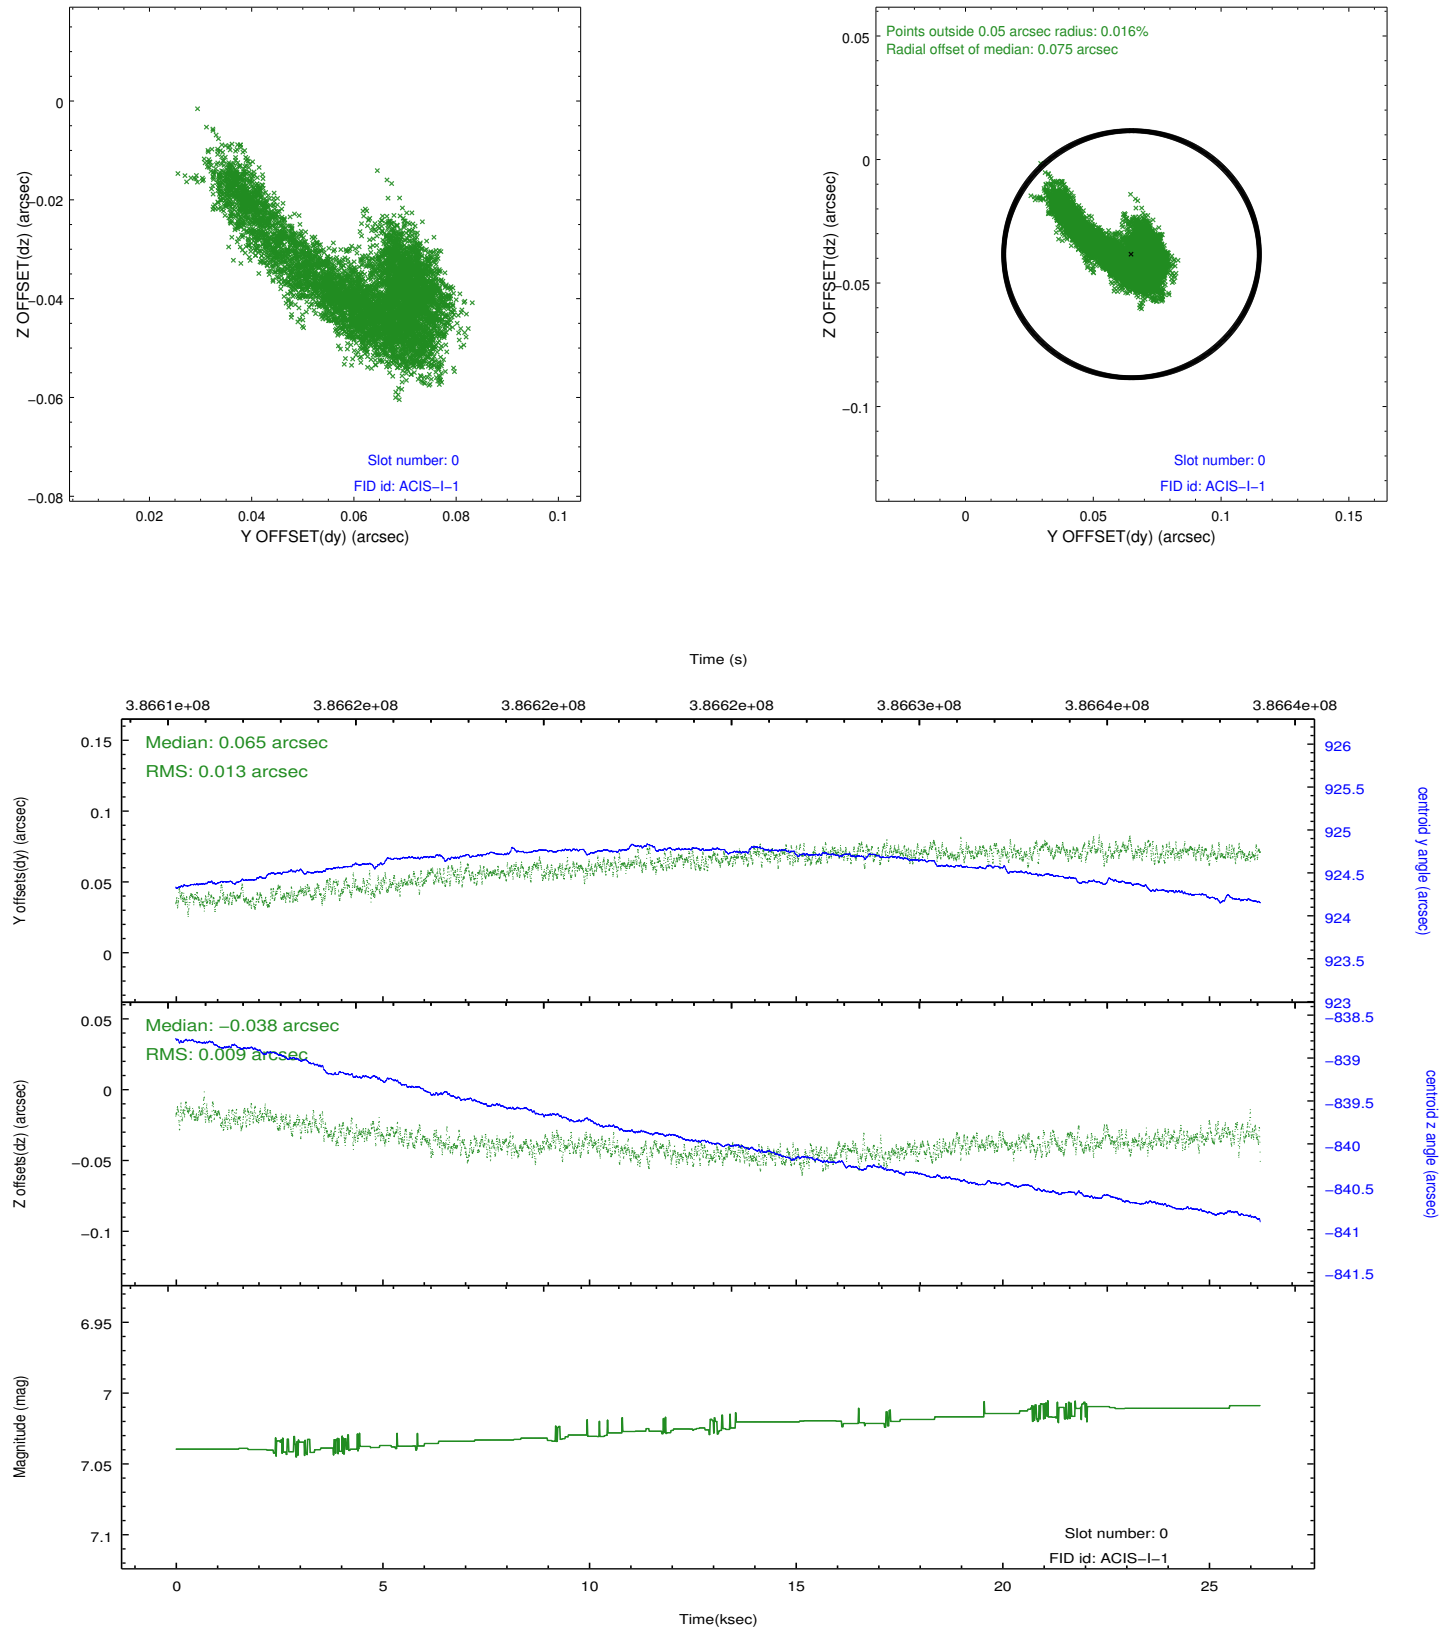 0
−0.02
−0.04
−0.06
−0.08
Z OFFSET(dz) (arcsec)
Slot number: 0
FID id: ACIS−I−1
0.02 0.04 0.06 0.08 0.1
Y OFFSET(dy) (arcsec)
Points outside 0.05 arcsec radius: 0.016%
Radial offset of median: 0.075 arcsec
0.05
0
−0.05
−0.1
Z OFFSET(dz) (arcsec)
Slot number: 0
FID id: ACIS−I−1
0 0.05 0.1 0.15
Y OFFSET(dy) (arcsec)
Time (s)
3.8661e+08 3.8662e+08 3.8662e+08 3.8662e+08 3.8663e+08 3.8664e+08 3.8664e+08
Median: 0.065 arcsec
RMS: 0.013 arcsec
0.15
0.1
0.05
0
Y offsets(dy) (arcsec)
926
925.5
925
924.5
924
923.5
923
centroid y angle (arcsec)
Median: −0.038 arcsec
RMS: 0.009 arcsec
0.05
0
−0.05
−0.1
Z offsets(dz) (arcsec)
−838.5
−839
−839.5
−840
−840.5
−841
−841.5
centroid z angle (arcsec)
6.95
7
7.05
7.1
Magnitude (mag)
Slot number: 0
FID id: ACIS−I−1
0 5 10 15 20 25
Time(ksec)